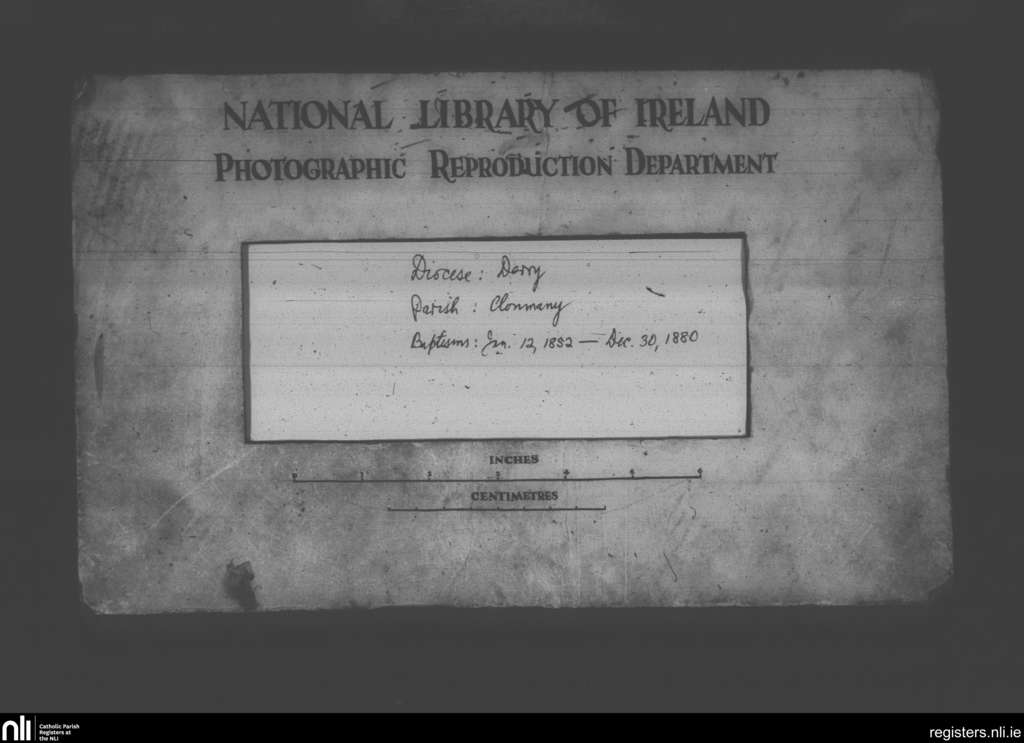 NATIONAL LIBRARY OF IRELAND
PHOTOGRAPHIC REPRODUCTION DEPARTMENT
Diocese: Derry
Parish: Clonmany
Baptisms: Jan. 12, 1852 — Dec. 30, 1880
INCHES
CENTIMETRES
nli
Catholic Parish
Registers at
the NLI
registers.nli.ie